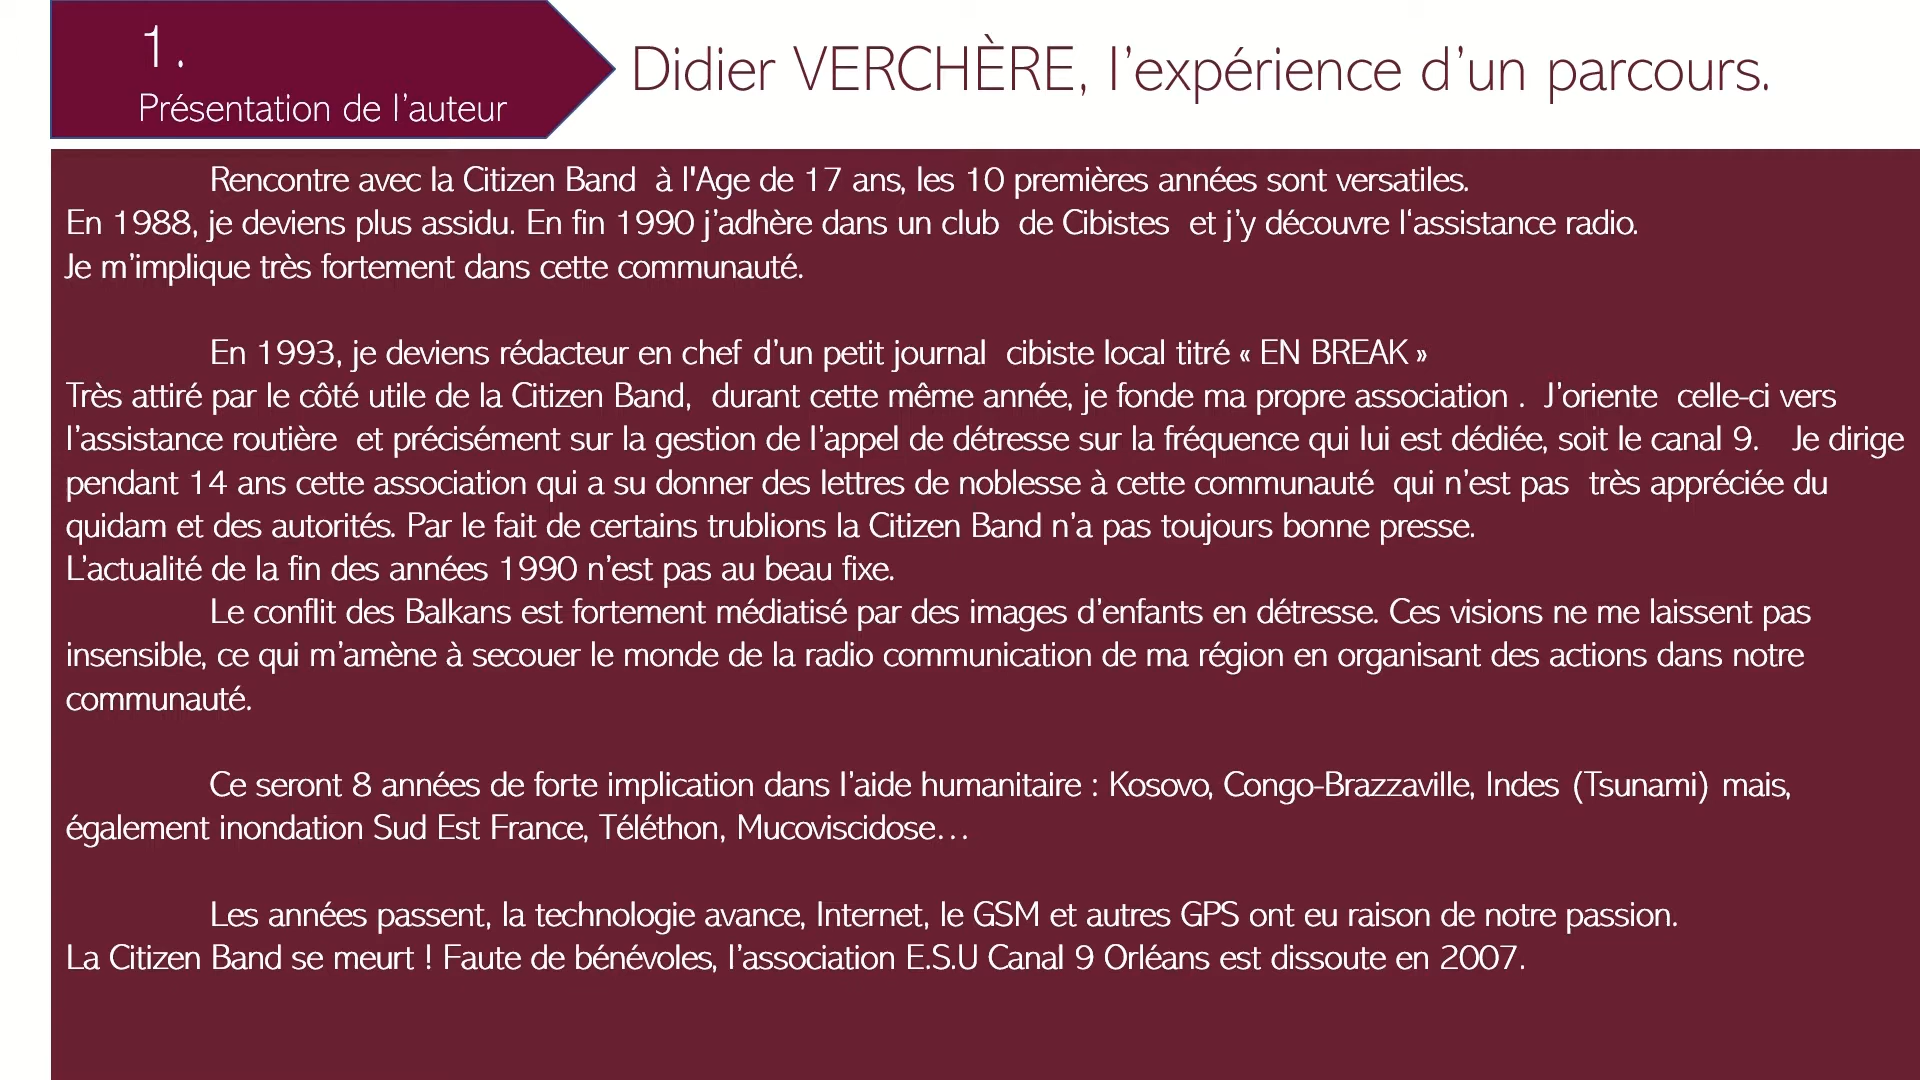 1.
Présentation de l’auteur
Didier VERCHÈRE, l’expérience d’un parcours.
Rencontre avec la Citizen Band  à l'Age de 17 ans, les 10 premières années sont versatiles.
En 1988, je deviens plus assidu. En fin 1990 j’adhère dans un club  de Cibistes  et j’y découvre l‘assistance radio.
Je m’implique très fortement dans cette communauté.
En 1993, je deviens rédacteur en chef d’un petit journal  cibiste local titré « EN BREAK »
Très attiré par le côté utile de la Citizen Band,  durant cette même année, je fonde ma propre association .  J’oriente  celle-ci vers
l’assistance routière  et précisément sur la gestion de l’appel de détresse sur la fréquence qui lui est dédiée, soit le canal 9.   Je dirige
pendant 14 ans cette association qui a su donner des lettres de noblesse à cette communauté  qui n’est pas  très appréciée du
quidam et des autorités. Par le fait de certains trublions la Citizen Band n’a pas toujours bonne presse.
L’actualité de la fin des années 1990 n’est pas au beau fixe.
Le conflit des Balkans est fortement médiatisé par des images d’enfants en détresse. Ces visions ne me laissent pas
insensible, ce qui m’amène à secouer le monde de la radio communication de ma région en organisant des actions dans notre
communauté.
Ce seront 8 années de forte implication dans l’aide humanitaire : Kosovo, Congo-Brazzaville, Indes (Tsunami) mais,
également inondation Sud Est France, Téléthon, Mucoviscidose…
Les années passent, la technologie avance, Internet, le GSM et autres GPS ont eu raison de notre passion.
La Citizen Band se meurt ! Faute de bénévoles, l’association E.S.U Canal 9 Orléans est dissoute en 2007.